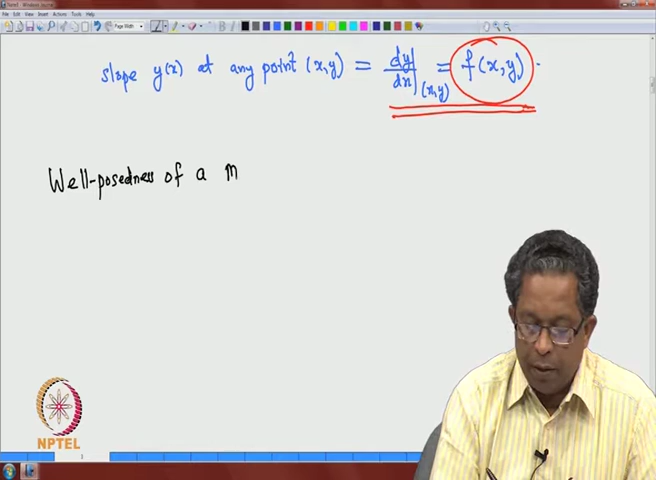 slope y(x) at any point (x,y) = dy/dx|(x,y) = f(x,y).
Well-posedness of a m
NPTEL